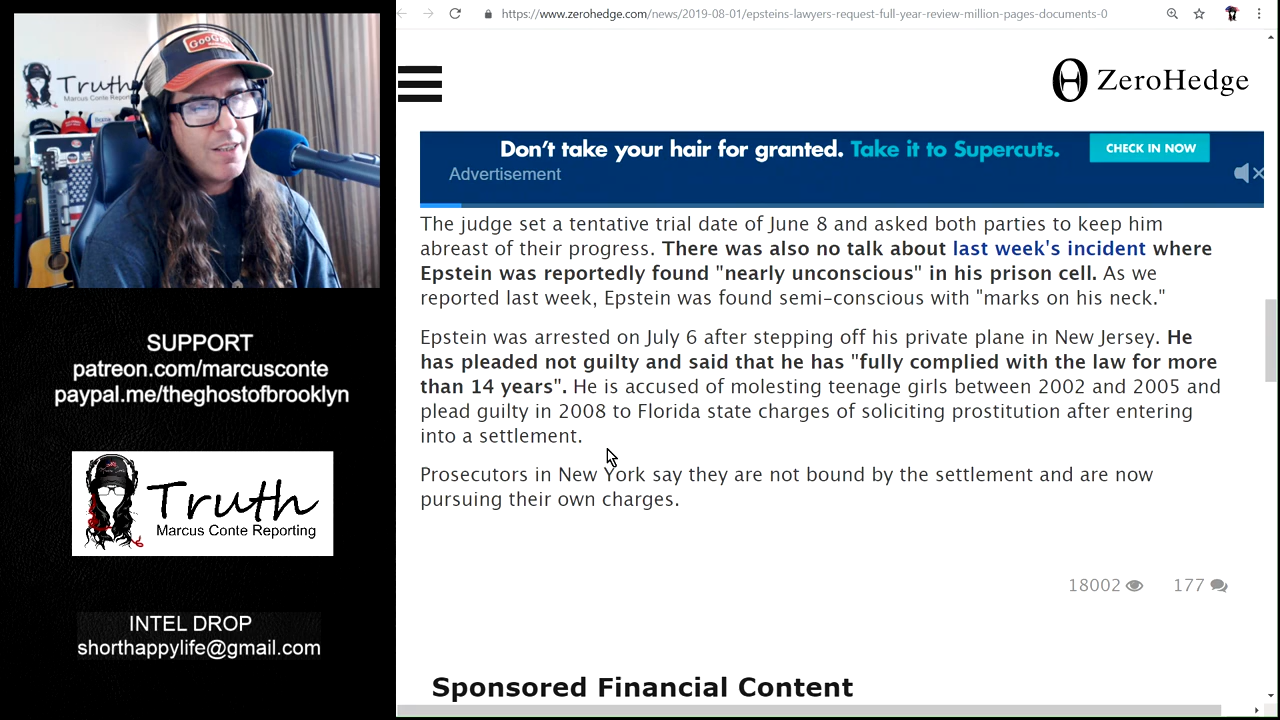 Truth
Marcus Conte Reporting
https://www.zerohedge.com/news/2019-08-01/epsteins-lawyers-request-full-year-review-million-pages-documents-0
ZeroHedge
Don't take your hair for granted. Take it to Supercuts.
CHECK IN NOW
Advertisement
The judge set a tentative trial date of June 8 and asked both parties to keep him
abreast of their progress. There was also no talk about last week's incident where
Epstein was reportedly found "nearly unconscious" in his prison cell. As we
reported last week, Epstein was found semi-conscious with "marks on his neck."
Epstein was arrested on July 6 after stepping off his private plane in New Jersey. He
has pleaded not guilty and said that he has "fully complied with the law for more
than 14 years". He is accused of molesting teenage girls between 2002 and 2005 and
plead guilty in 2008 to Florida state charges of soliciting prostitution after entering
into a settlement.
Prosecutors in New York say they are not bound by the settlement and are now
pursuing their own charges.
18002
177
Sponsored Financial Content
SUPPORT
patreon.com/marcusconte
paypal.me/theghostofbrooklyn
Truth
Marcus Conte Reporting
INTEL DROP
shorthappylife@gmail.com